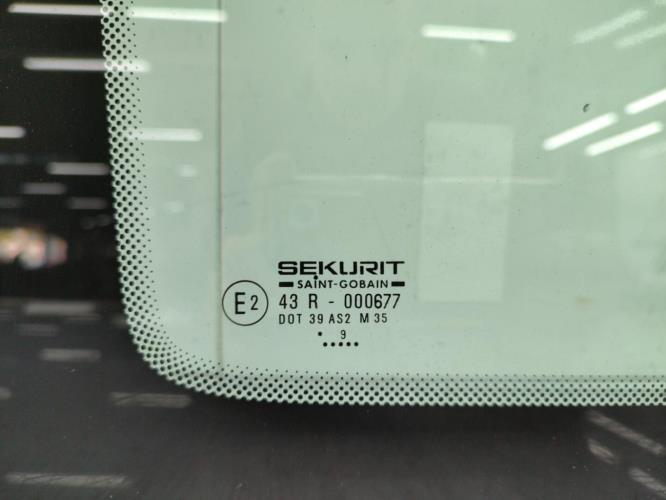 SEKURIT
SAINT-GOBAIN
E2 43 R - 000677
DOT 39 AS2 M 35
. 9
.....